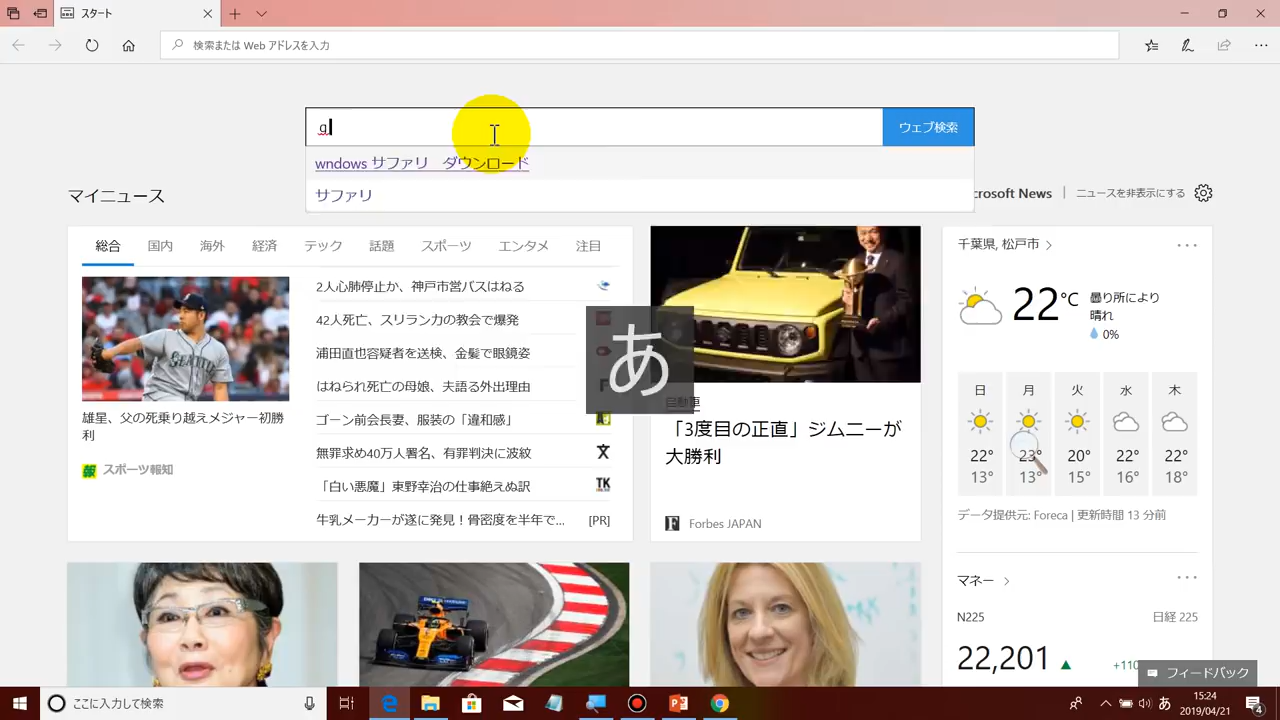 スタート
検索または Web アドレスを入力
g
ウェブ検索
wndows サファリ　ダウンロード
サファリ
マイニュース
crosoft News
ニュースを非表示にする
総合 国内 海外 経済 テック 話題 スポーツ エンタメ 注目
2人心肺停止か、神戸市営バスはねる
42人死亡、スリランカの教会で爆発
浦田直也容疑者を送検、金髪で眼鏡姿
はねられ死亡の母娘、夫語る外出理由
ゴーン前会長妻、服装の「違和感」
無罪求め40万人署名、有罪判決に波紋
「白い悪魔」東野幸治の仕事絶えぬ訳
牛乳メーカーが遂に発見！骨密度を半年で... [PR]
雄星、父の死乗り越えメジャー初勝
利
報 スポーツ報知
TK
あ
自動車
「3度目の正直」ジムニーが
大勝利
F Forbes JAPAN
SEATTLE
千葉県, 松戸市
22°C
曇り所により
晴れ
0%
日 月 火 水 木
22° 23° 20° 22° 22°
13° 13° 15° 16° 18°
データ提供元: Foreca | 更新時間 13 分前
マネー
N225 日経 225
22,201 +110
フィードバック
ここに入力して検索
あ
15:24
2019/04/21
4